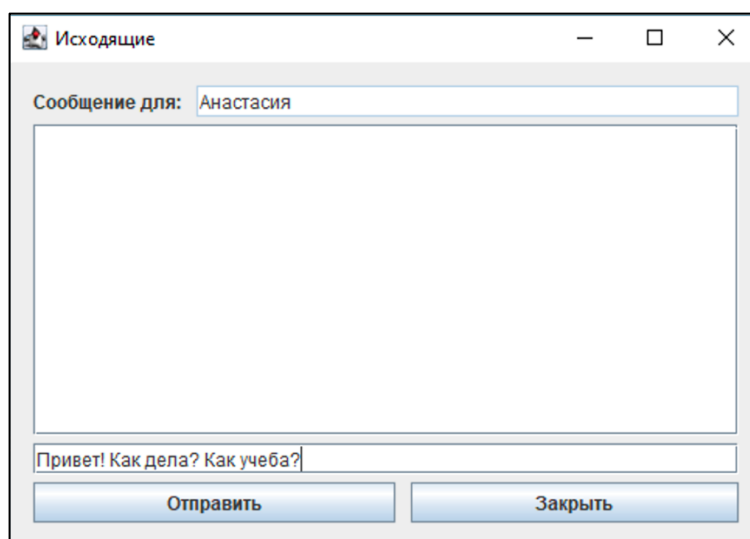 Исходящие
Сообщение для: Анастасия
Привет! Как дела? Как учеба?
Отправить Закрыть